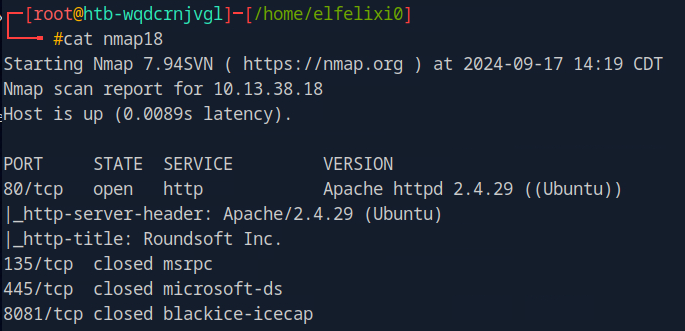 [root@htb-wqdcrnjvgl]-[/home/elfelixi0]
#cat nmap18
Starting Nmap 7.94SVN ( https://nmap.org ) at 2024-09-17 14:19 CDT
Nmap scan report for 10.13.38.18
Host is up (0.0089s latency).
PORT     STATE  SERVICE         VERSION
80/tcp   open   http            Apache httpd 2.4.29 ((Ubuntu))
|_http-server-header: Apache/2.4.29 (Ubuntu)
|_http-title: Roundsoft Inc.
135/tcp  closed msrpc
445/tcp  closed microsoft-ds
8081/tcp closed blackice-icecap